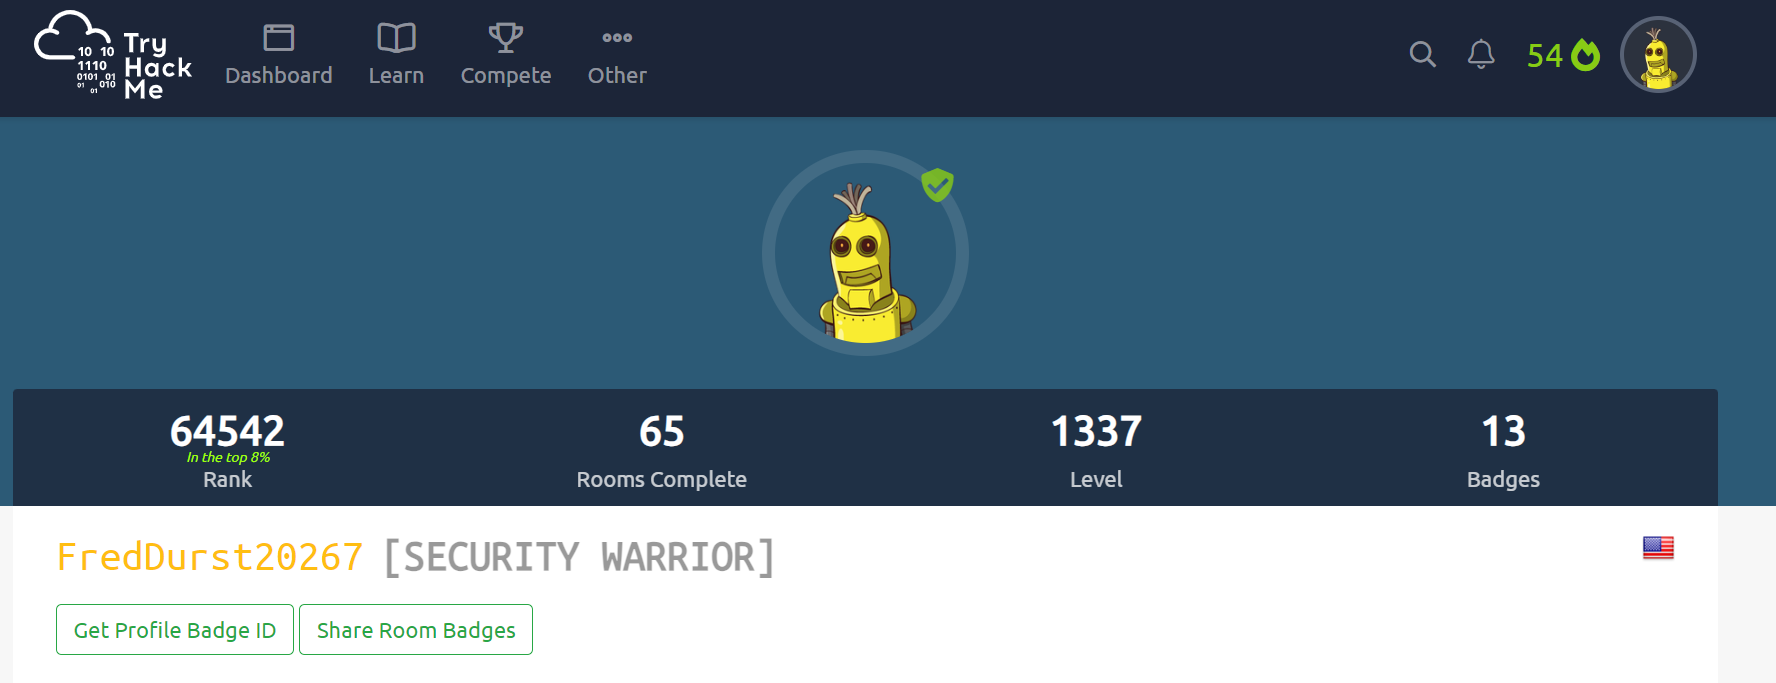 10 10
1110
0101 01
01 010
01
Try
Hack
Me
Dashboard
Learn
Compete
Other
54
64542
In the top 8%
Rank
65
Rooms Complete
1337
Level
13
Badges
FredDurst20267 [SECURITY WARRIOR]
Get Profile Badge ID
Share Room Badges